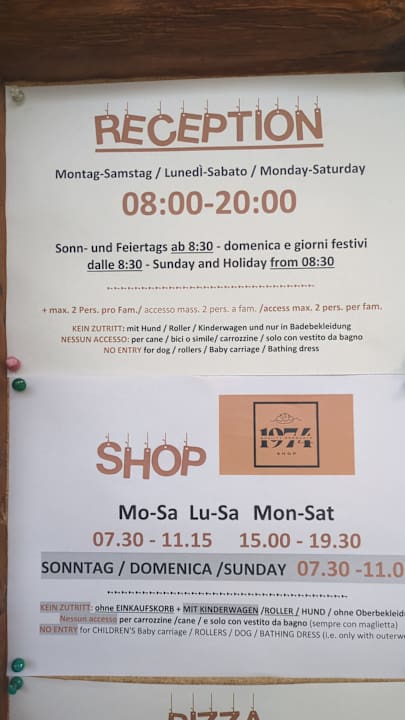 RECEPTION
Montag-Samstag / LunedÌ-Sabato / Monday-Saturday
08:00-20:00
Sonn- und Feiertags ab 8:30 - domenica e giorni festivi
dalle 8:30 - Sunday and Holiday from 08:30
+ max. 2 Pers. pro Fam./ accesso mass. 2 pers. a fam. /access max. 2 pers. per fam.
KEIN ZUTRITT: mit Hund / Roller / Kinderwagen und nur in Badebekleidung
NESSUN ACCESSO: per cane / bici o simile/ carrozzine / solo con vestito da bagno
NO ENTRY for dog / rollers / Baby carriage / Bathing dress
1974
SHOP
SHOP
Mo-Sa Lu-Sa Mon-Sat
07.30 - 11.15 15.00 - 19.30
SONNTAG / DOMENICA /SUNDAY 07.30 -11.0
KEIN ZUTRITT: ohne EINKAUFSKORB + MIT KINDERWAGEN /ROLLER / HUND / ohne Oberbekleid
Nessun accesso per carrozzine /cane / e solo con vestito da bagno (sempre con maglietta)
NO ENTRY for CHILDREN'S Baby carriage / ROLLERS / DOG / BATHING DRESS (i.e. only with outerw
PIZZA